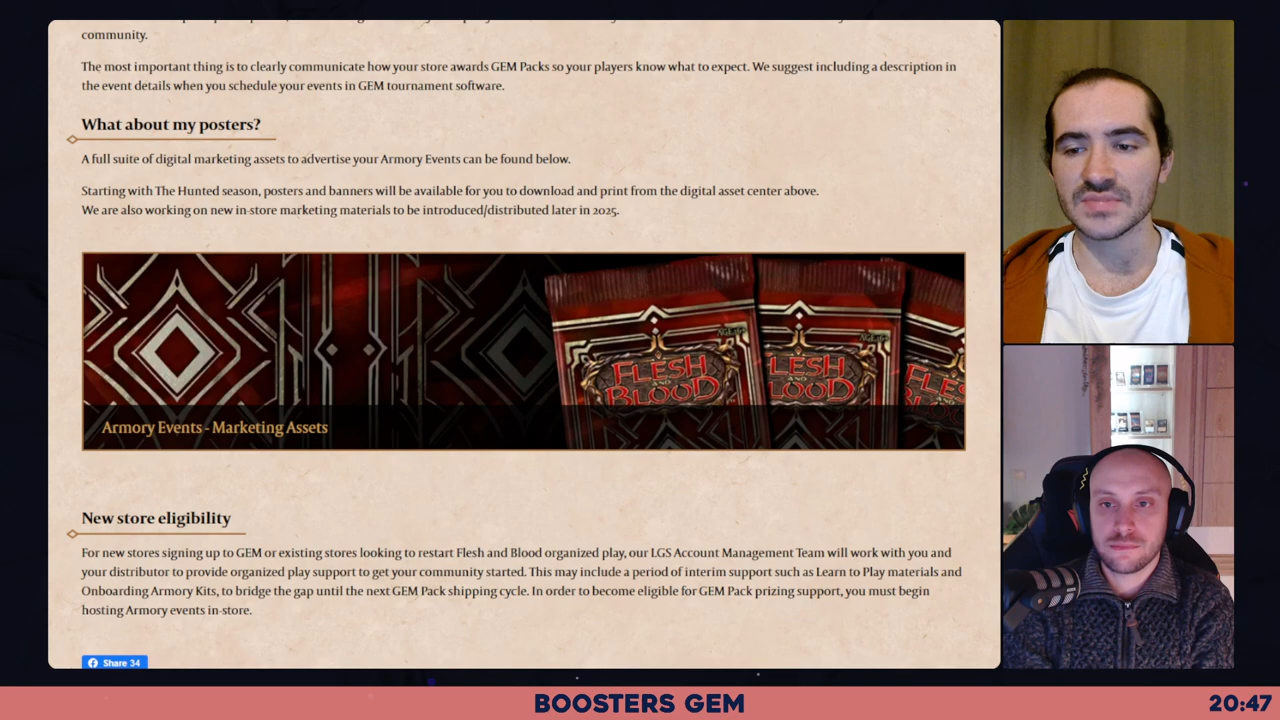 community.
The most important thing is to clearly communicate how your store awards GEM Packs so your players know what to expect. We suggest including a description in
the event details when you schedule your events in GEM tournament software.
What about my posters?
A full suite of digital marketing assets to advertise your Armory Events can be found below.
Starting with The Hunted season, posters and banners will be available for you to download and print from the digital asset center above.
We are also working on new in-store marketing materials to be introduced/distributed later in 2025.
FLESH
AND
BLOOD
FLESH
AND
BLOOD
Armory Events - Marketing Assets
New store eligibility
For new stores signing up to GEM or existing stores looking to restart Flesh and Blood organized play, our LGS Account Management Team will work with you and
your distributor to provide organized play support to get your community started. This may include a period of interim support such as Learn to Play materials and
Onboarding Armory Kits, to bridge the gap until the next GEM Pack shipping cycle. In order to become eligible for GEM Pack prizing support, you must begin
hosting Armory events in-store.
Share 34
BOOSTERS GEM
20:47